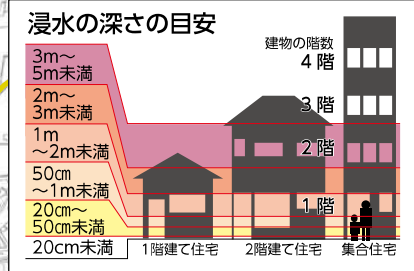 浸水の深さの目安
3m～
5m未満
2m～
3m未満
1m
～2m未満
50㎝
～1m未満
20㎝～
50㎝未満
20cm未満
建物の階数
4階
3階
2階
1階
1階建て住宅
2階建て住宅
集合住宅